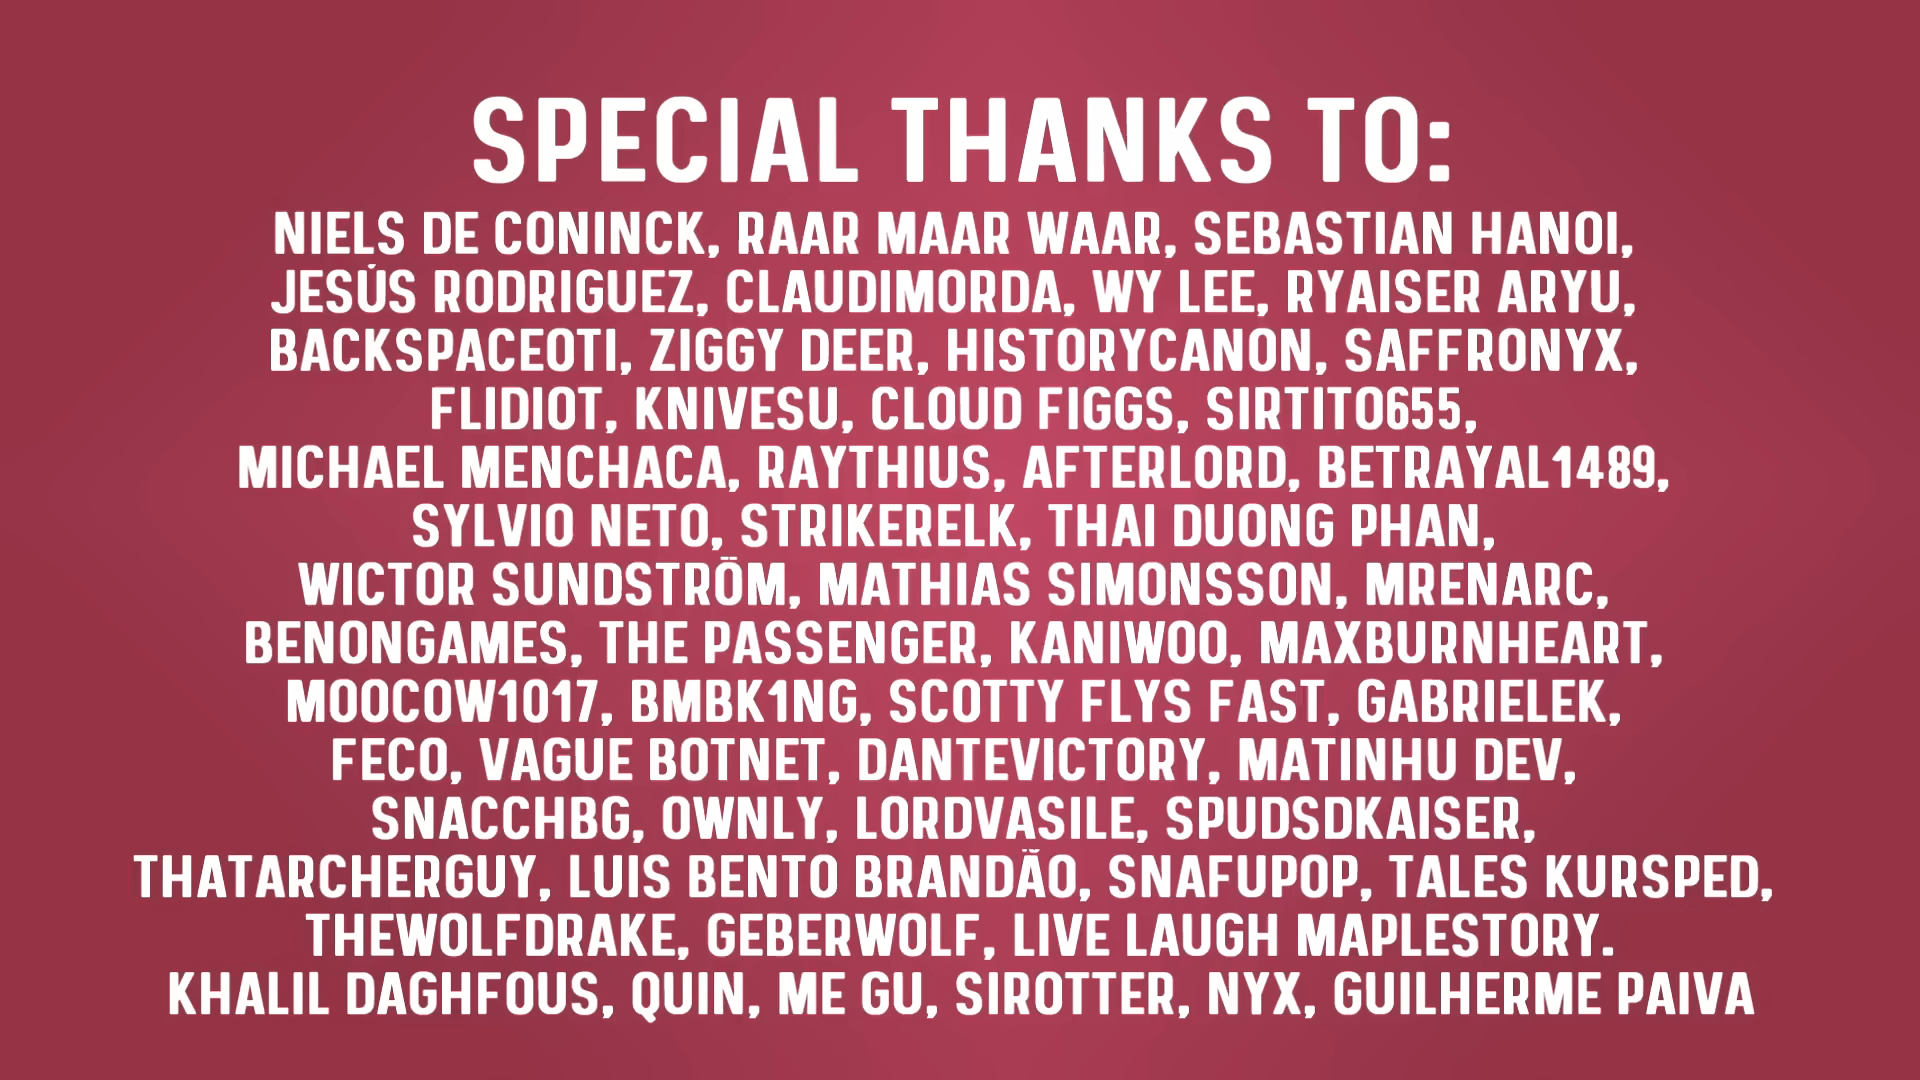 SPECIAL THANKS TO:
NIELS DE CONINCK, RAAR MAAR WAAR, SEBASTIAN HANOI,
JESÚS RODRIGUEZ, CLAUDIMORDA, WY LEE, RYAISER ARYU,
BACKSPACEOTI, ZIGGY DEER, HISTORYCANON, SAFFRONYX,
FLIDIOT, KNIVESU, CLOUD FIGGS, SIRTITO655,
MICHAEL MENCHACA, RAYTHIUS, AFTERLORD, BETRAYAL1489,
SYLVIO NETO, STRIKERELK, THAI DUONG PHAN,
WICTOR SUNDSTRÖM, MATHIAS SIMONSSON, MRENARC,
BENONGAMES, THE PASSENGER, KANIWOO, MAXBURNHEART,
MOOCOW1017, BMBK1NG, SCOTTY FLYS FAST, GABRIELEK,
FECO, VAGUE BOTNET, DANTEVICTORY, MATINHU DEV,
SNACCHBG, OWNLY, LORDVASILE, SPUDSDKAISER,
THATARCHERGUY, LUIS BENTO BRANDÃO, SNAFUPOP, TALES KURSPED,
THEWOLFDRAKE, GEBERWOLF, LIVE LAUGH MAPLESTORY.
KHALIL DAGHFOUS, QUIN, ME GU, SIROTTER, NYX, GUILHERME PAIVA